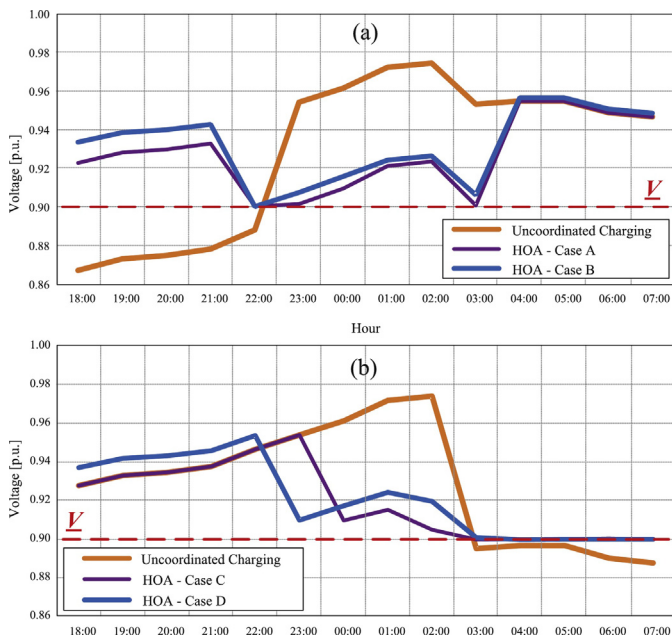 (a)
1.00
0.98
0.96
0.94
0.92
0.90
0.88
0.86
Voltage [p.u.]
V
Uncoordinated Charging
HOA - Case A
HOA - Case B
18:00 19:00 20:00 21:00 22:00 23:00 00:00 01:00 02:00 03:00 04:00 05:00 06:00 07:00
Hour
(b)
1.00
0.98
0.96
0.94
0.92
0.90
0.88
0.86
Voltage [p.u.]
V
Uncoordinated Charging
HOA - Case C
HOA - Case D
18:00 19:00 20:00 21:00 22:00 23:00 00:00 01:00 02:00 03:00 04:00 05:00 06:00 07:00